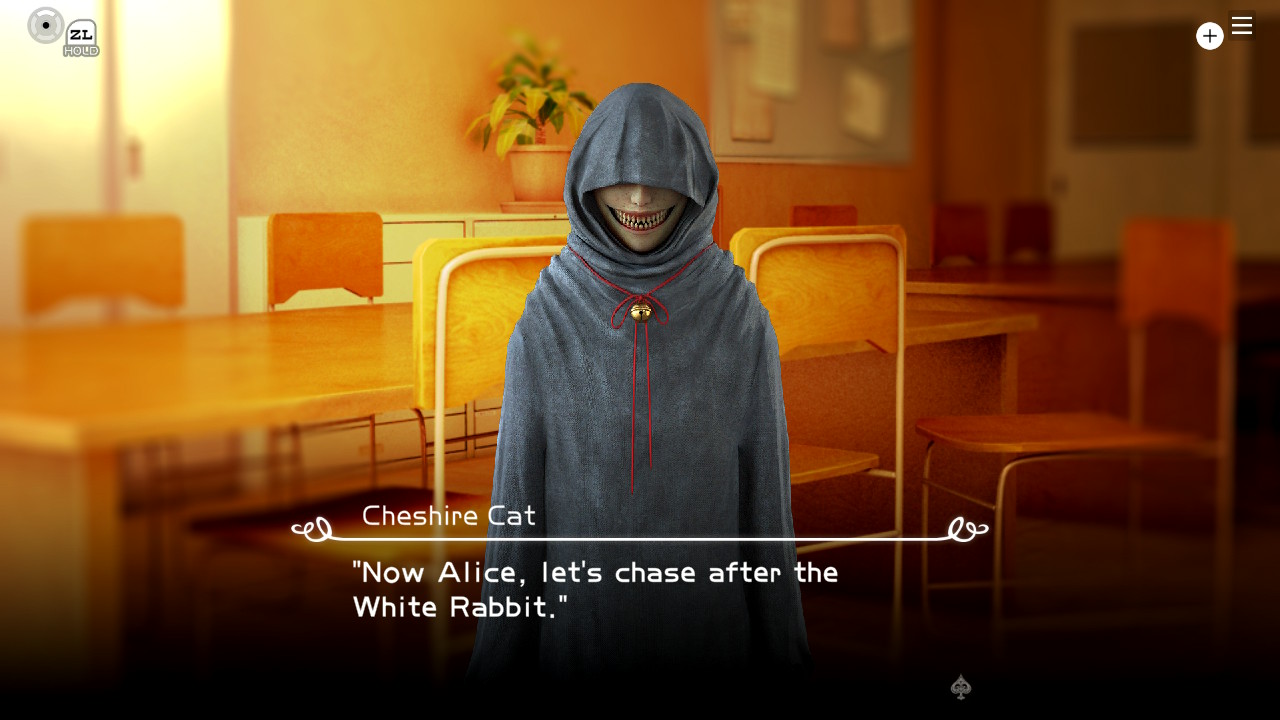 ZL
HOLD
Cheshire Cat
"Now Alice, let's chase after the
White Rabbit."